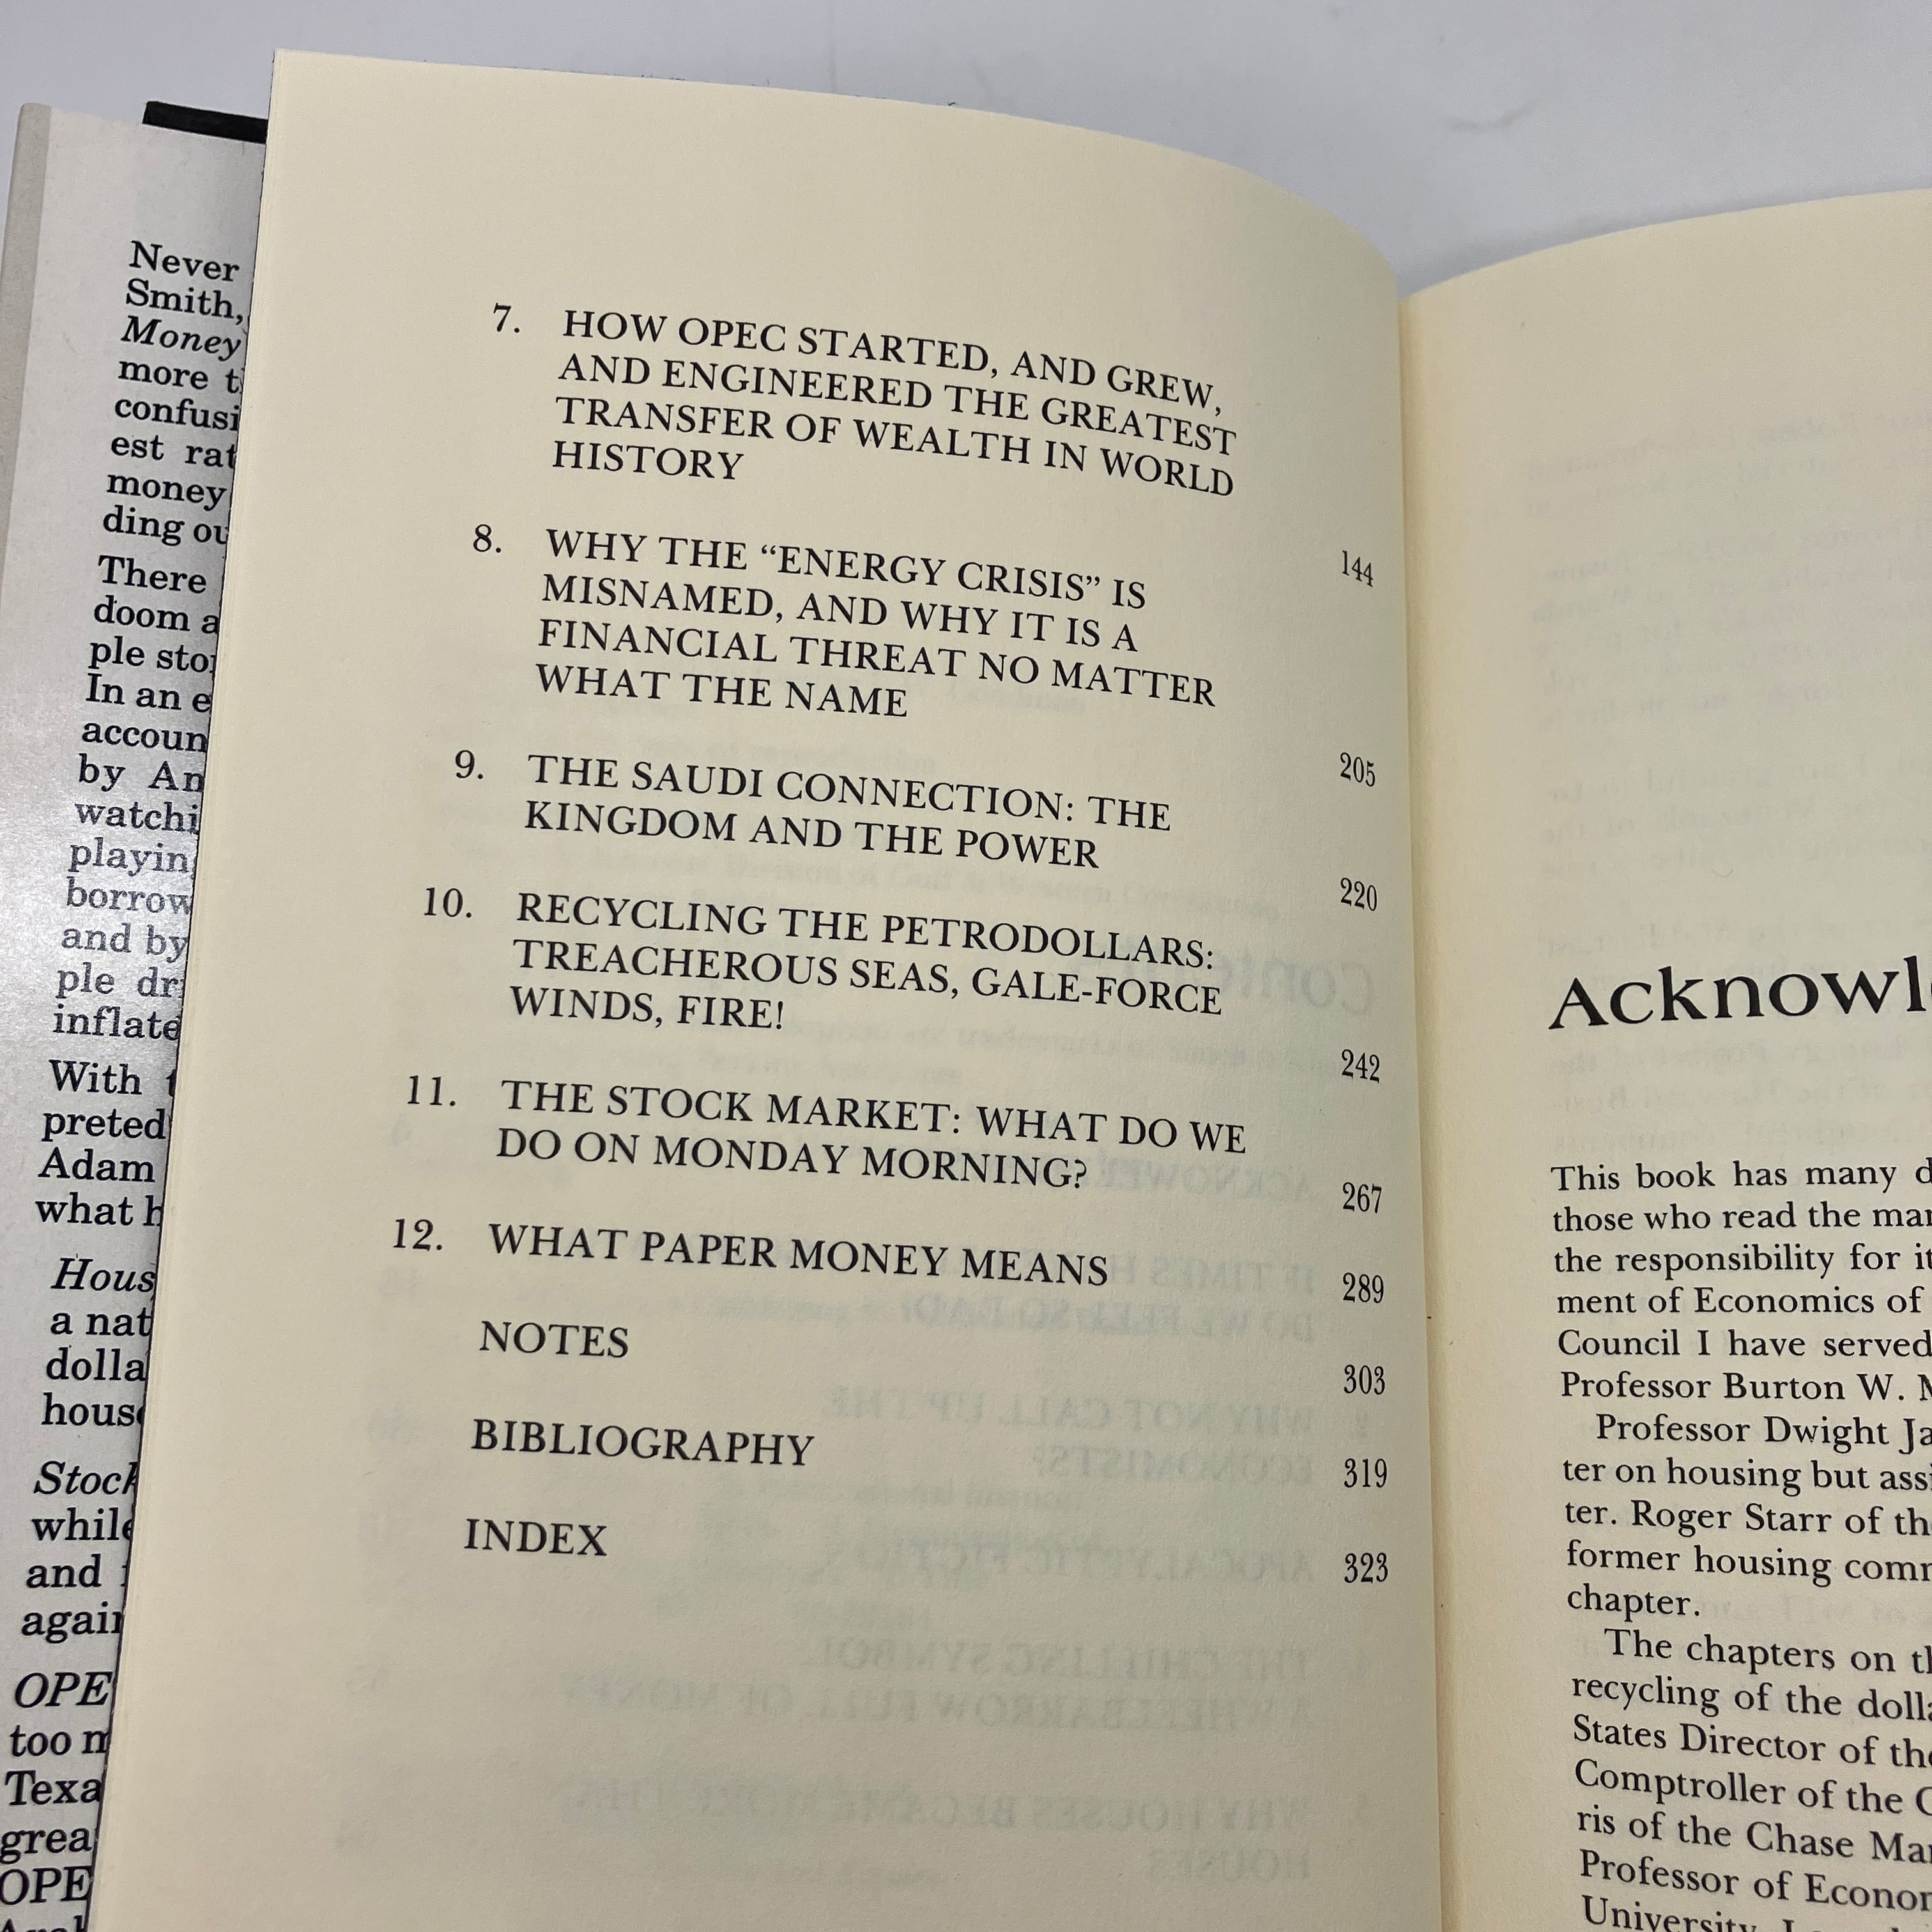 Never
Smith,
Money
more
confusi
est rat
money
ding ou
There
doom a
ple sto
In an e
accoun
by Am
watchi
playing
borrow
and by
ple dri
inflate
With t
preted
Adam
what h
Hous
a nat
dolla
hous
Stock
while
and
again
OPE
too m
Texa
grea
OPE
7. HOW OPEC STARTED, AND GREW,
AND ENGINEERED THE GREATEST
TRANSFER OF WEALTH IN WORLD
HISTORY 144
8. WHY THE “ENERGY CRISIS” IS
MISNAMED, AND WHY IT IS A
FINANCIAL THREAT NO MATTER
WHAT THE NAME 205
9. THE SAUDI CONNECTION: THE
KINGDOM AND THE POWER 220
10. RECYCLING THE PETRODOLLARS:
TREACHEROUS SEAS, GALE-FORCE
WINDS, FIRE! 242
11. THE STOCK MARKET: WHAT DO WE
DO ON MONDAY MORNING? 267
12. WHAT PAPER MONEY MEANS 289
NOTES 303
BIBLIOGRAPHY 319
INDEX 323
Acknowl
This book has many d
those who read the ma
the responsibility for it
ment of Economics of
Council I have served
Professor Burton W. M
Professor Dwight Ja
ter on housing but assi
ter. Roger Starr of th
former housing comm
chapter.
The chapters on th
recycling of the dolla
States Director of the
Comptroller of the C
ris of the Chase Ma
Professor of Econom
University.